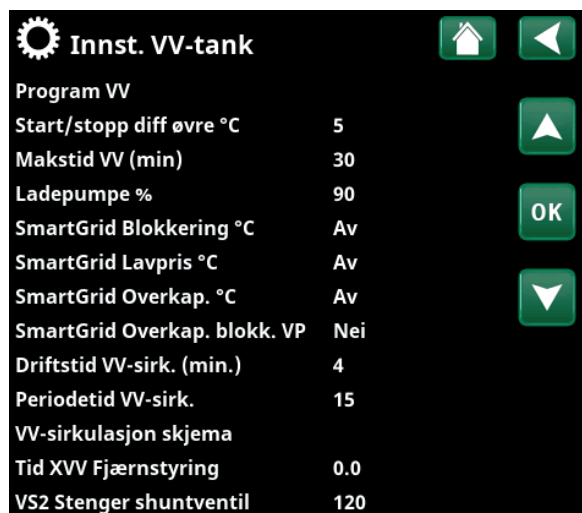 Innst. VV-tank
Program VV
Start/stopp diff øvre °C 5
Makstid VV (min) 30
Ladepumpe % 90
OK
SmartGrid Blokkering °C Av
SmartGrid Lavpris °C Av
SmartGrid Overkap. °C Av
SmartGrid Overkap. blokk. VP Nei
Driftstid VV-sirk. (min.) 4
Periodetid VV-sirk. 15
VV-sirkulasjon skjema
Tid XVV Fjærnstyring 0.0
VS2 Stenger shuntventil 120